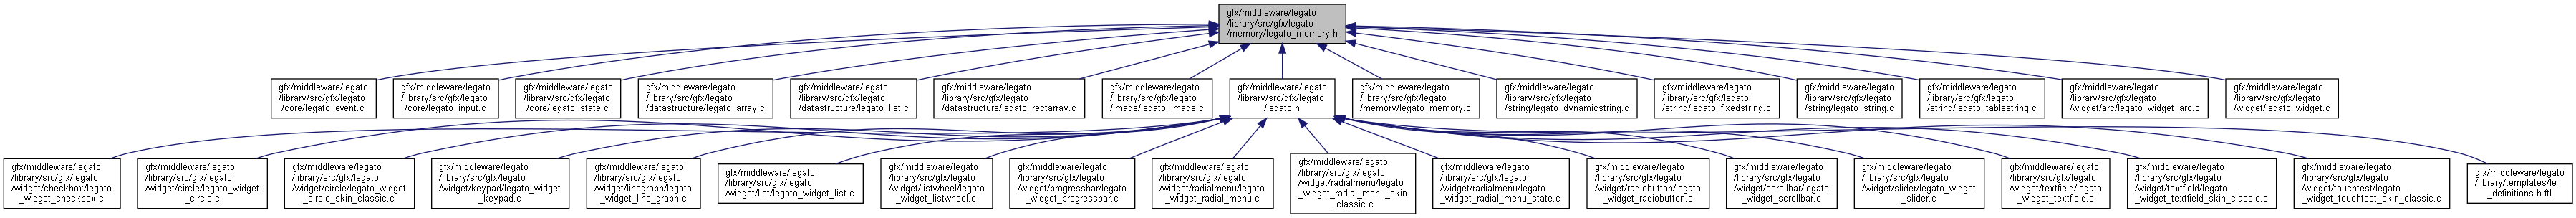 gfx/middleware/legato
/library/src/gfx/legato
/memory/legato_memory.h
gfx/middleware/legato
/library/src/gfx/legato
/core/legato_event.c
gfx/middleware/legato
/library/src/gfx/legato
/core/legato_input.c
gfx/middleware/legato
/library/src/gfx/legato
/core/legato_state.c
gfx/middleware/legato
/library/src/gfx/legato
/datastructure/legato_array.c
gfx/middleware/legato
/library/src/gfx/legato
/datastructure/legato_list.c
gfx/middleware/legato
/library/src/gfx/legato
/datastructure/legato_rectarray.c
gfx/middleware/legato
/library/src/gfx/legato
/image/legato_image.c
gfx/middleware/legato
/library/src/gfx/legato
/legato.h
gfx/middleware/legato
/library/src/gfx/legato
/memory/legato_memory.c
gfx/middleware/legato
/library/src/gfx/legato
/string/legato_dynamicstring.c
gfx/middleware/legato
/library/src/gfx/legato
/string/legato_fixedstring.c
gfx/middleware/legato
/library/src/gfx/legato
/string/legato_string.c
gfx/middleware/legato
/library/src/gfx/legato
/string/legato_tablestring.c
gfx/middleware/legato
/library/src/gfx/legato
/widget/arc/legato_widget_arc.c
gfx/middleware/legato
/library/src/gfx/legato
/widget/legato_widget.c
gfx/middleware/legato
/library/src/gfx/legato
/widget/checkbox/legato
_widget_checkbox.c
gfx/middleware/legato
/library/src/gfx/legato
/widget/circle/legato_widget
_circle.c
gfx/middleware/legato
/library/src/gfx/legato
/widget/circle/legato_widget
_circle_skin_classic.c
gfx/middleware/legato
/library/src/gfx/legato
/widget/keypad/legato_widget
_keypad.c
gfx/middleware/legato
/library/src/gfx/legato
/widget/linegraph/legato
_widget_line_graph.c
gfx/middleware/legato
/library/src/gfx/legato
/widget/list/legato_widget_list.c
gfx/middleware/legato
/library/src/gfx/legato
/widget/listwheel/legato
_widget_listwheel.c
gfx/middleware/legato
/library/src/gfx/legato
/widget/progressbar/legato
_widget_progressbar.c
gfx/middleware/legato
/library/src/gfx/legato
/widget/radialmenu/legato
_widget_radial_menu.c
gfx/middleware/legato
/library/src/gfx/legato
/widget/radialmenu/legato
_widget_radial_menu_skin
_classic.c
gfx/middleware/legato
/library/src/gfx/legato
/widget/radialmenu/legato
_widget_radial_menu_state.c
gfx/middleware/legato
/library/src/gfx/legato
/widget/radiobutton/legato
_widget_radiobutton.c
gfx/middleware/legato
/library/src/gfx/legato
/widget/scrollbar/legato
_widget_scrollbar.c
gfx/middleware/legato
/library/src/gfx/legato
/widget/slider/legato_widget
_slider.c
gfx/middleware/legato
/library/src/gfx/legato
/widget/textfield/legato
_widget_textfield.c
gfx/middleware/legato
/library/src/gfx/legato
/widget/textfield/legato
_widget_textfield_skin_classic.c
gfx/middleware/legato
/library/src/gfx/legato
/widget/touchtest/legato
_widget_touchtest_skin_classic.c
gfx/middleware/legato
/library/templates/le
_definitions.h.ftl